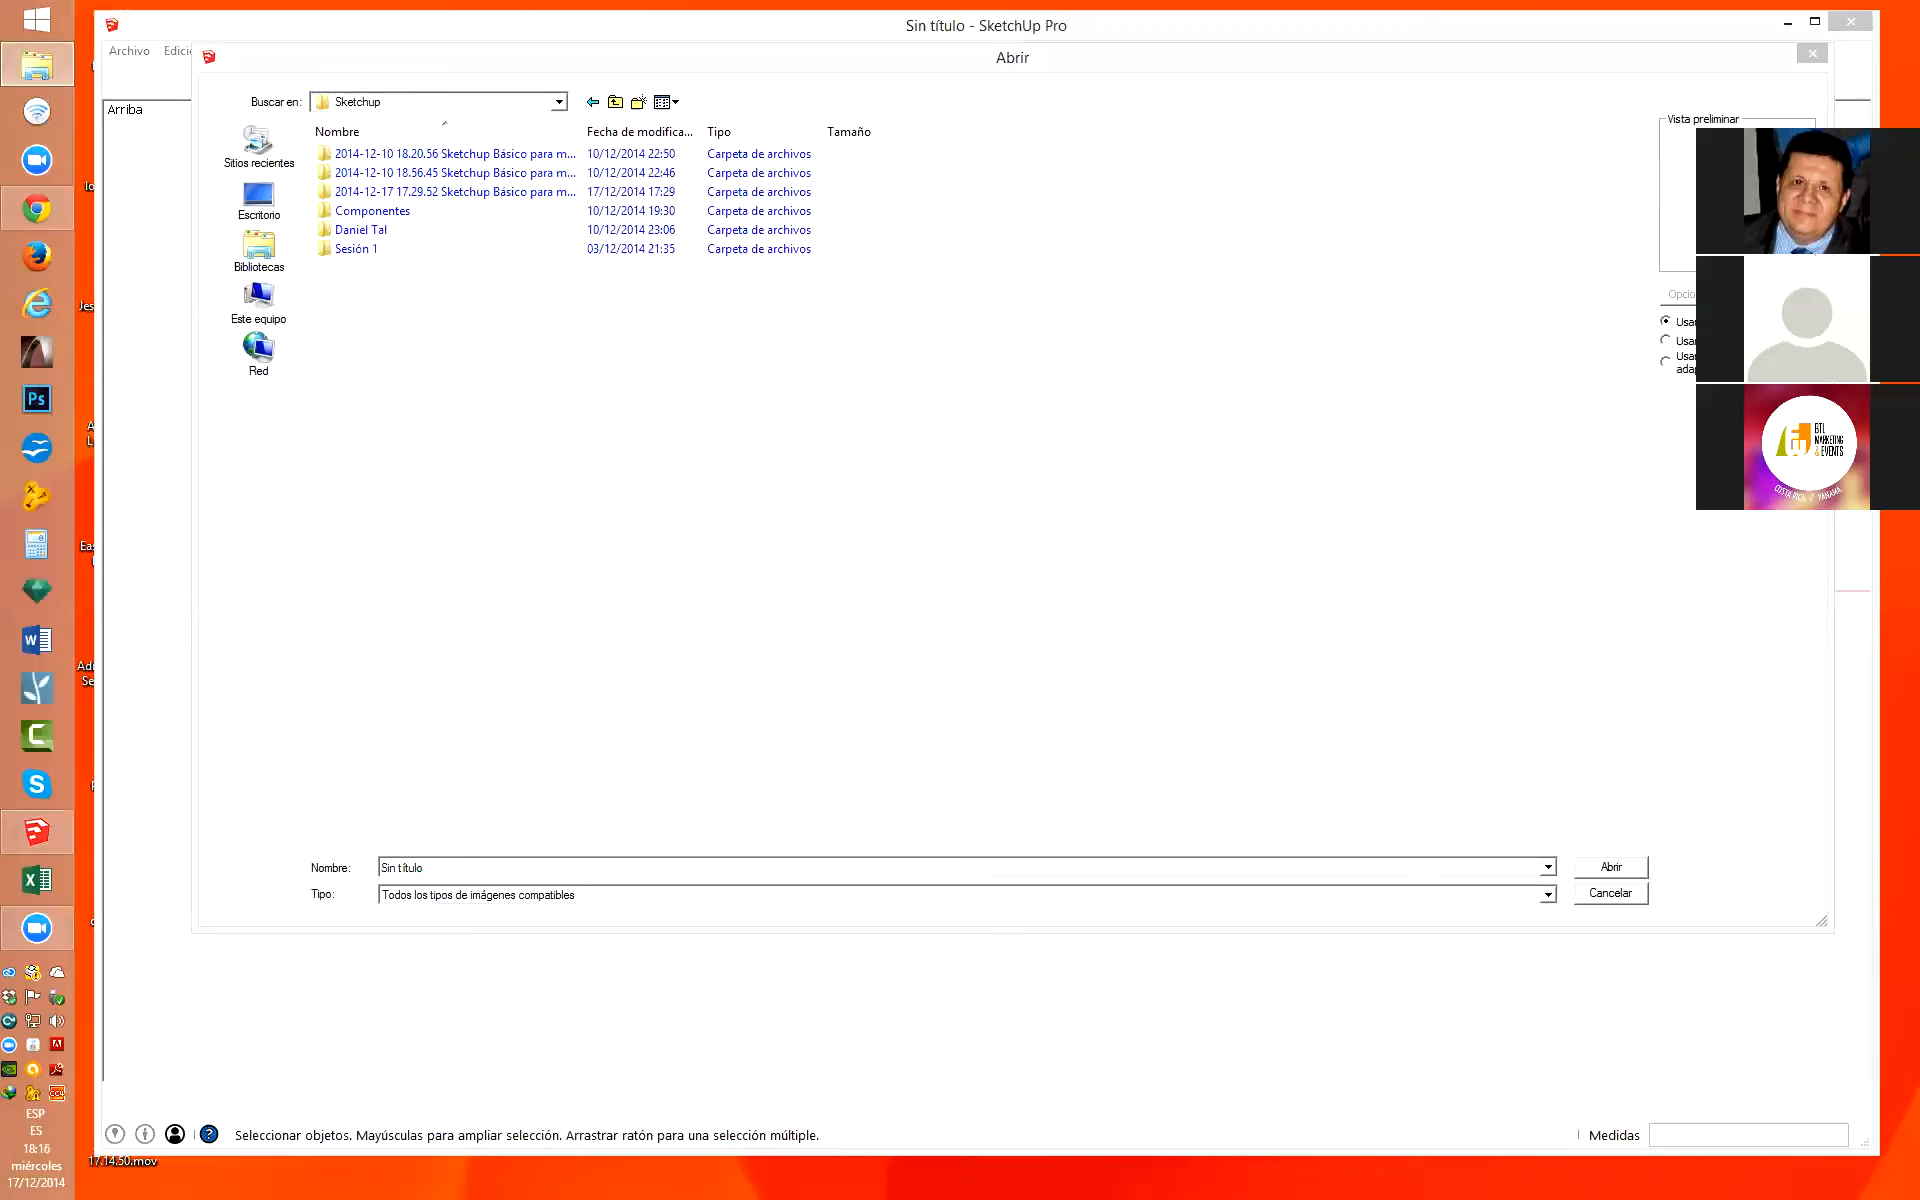 Sin título - SketchUp Pro
Archivo
Abrir
Arriba
Buscar en: Sketchup
Nombre Fecha de modifica... Tipo Tamaño
2014-12-10 18.20.56 Sketchup Básico para m... 10/12/2014 22:50 Carpeta de archivos
2014-12-10 18.56.45 Sketchup Básico para m... 10/12/2014 22:46 Carpeta de archivos
2014-12-17 17.29.52 Sketchup Básico para m... 17/12/2014 17:29 Carpeta de archivos
Componentes 10/12/2014 19:30 Carpeta de archivos
Daniel Tal 10/12/2014 23:06 Carpeta de archivos
Sesión 1 03/12/2014 21:35 Carpeta de archivos
Sitios recientes
Escritorio
Bibliotecas
Este equipo
Red
Vista preliminar
BTL
MARKETING
& EVENTS
COSTA RICA / PANAMÁ
Nombre: Sin título
Abrir
Tipo: Todos los tipos de imágenes compatibles
Cancelar
Seleccionar objetos. Mayúsculas para ampliar selección. Arrastrar ratón para una selección múltiple.
Medidas
17.14.50.mov
Ps
ESP
ES
18:16
miércoles
17/12/2014